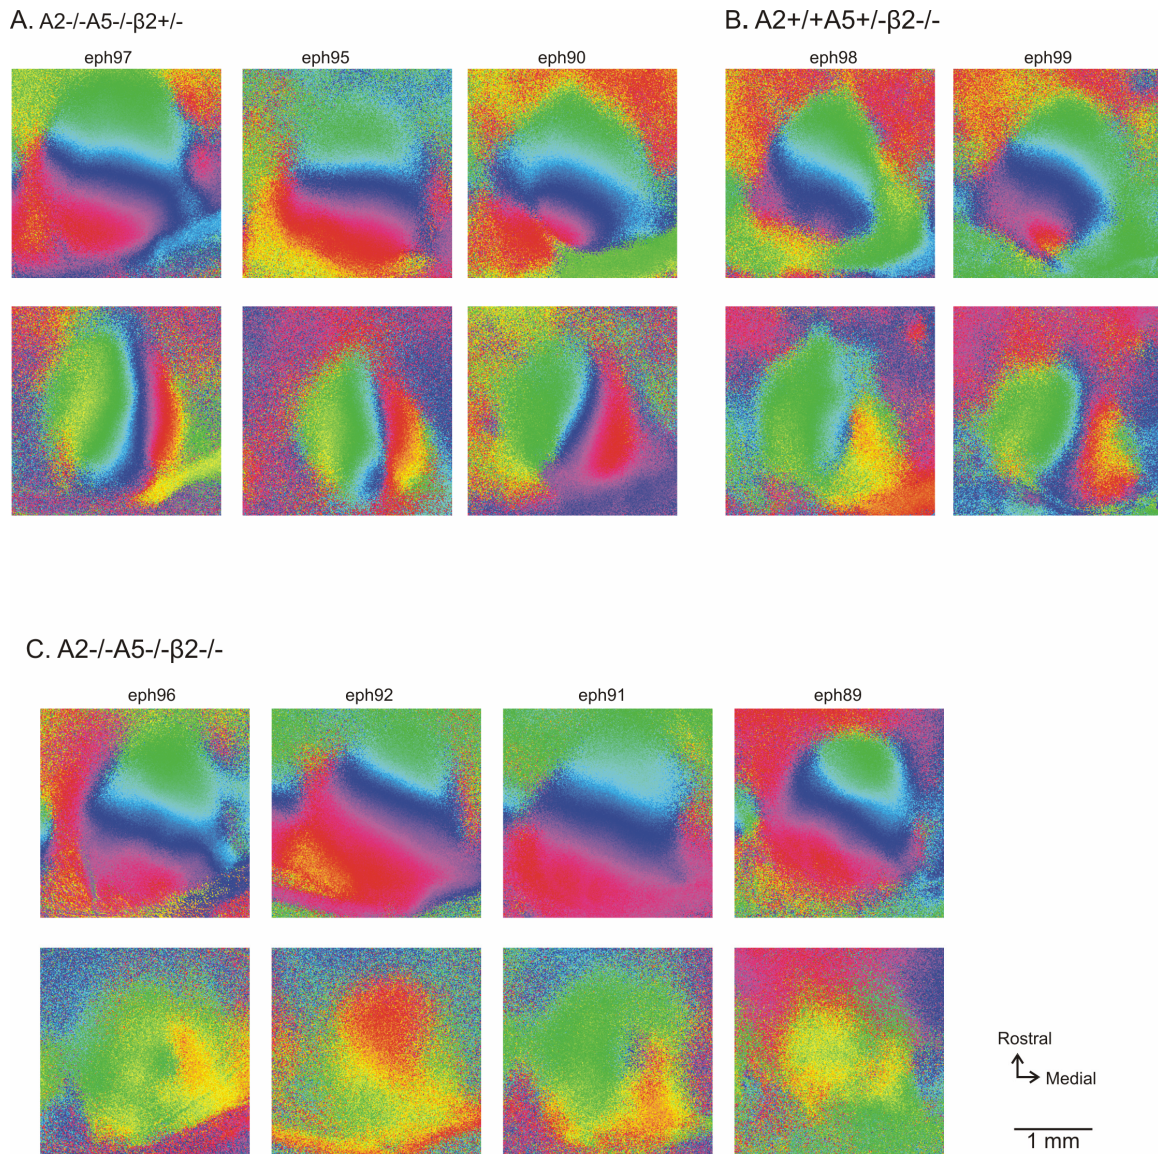 A. A2-/-A5-/-β2+/-
B. A2+/+A5+/-β2-/-
eph97 eph95 eph90 eph98 eph99
C. A2-/-A5-/-β2-/-
eph96 eph92 eph91 eph89
Rostral
Medial
1 mm